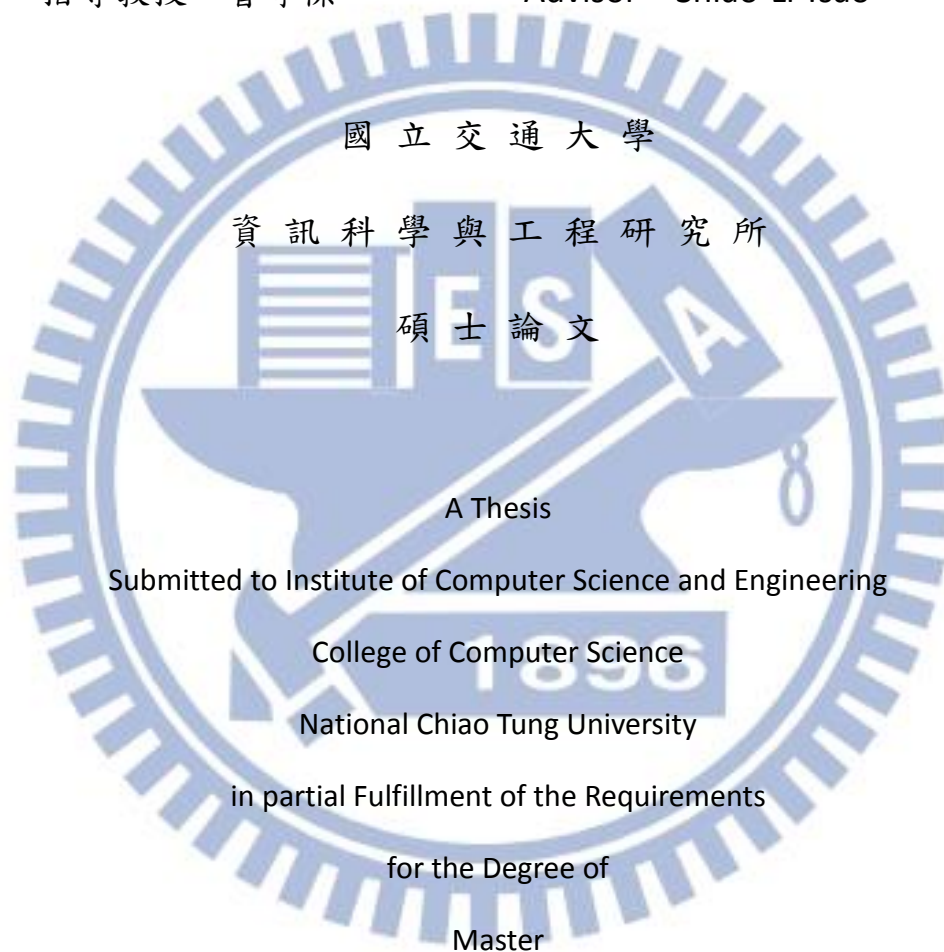 國 立 交 通 大 學
資 訊 科 學 與 工 程 研 究 所
碩 士 論 文
E S A
A Thesis
Submitted to Institute of Computer Science and Engineering
College of Computer Science
1896
National Chiao Tung University
in partial Fulfillment of the Requirements
for the Degree of
Master